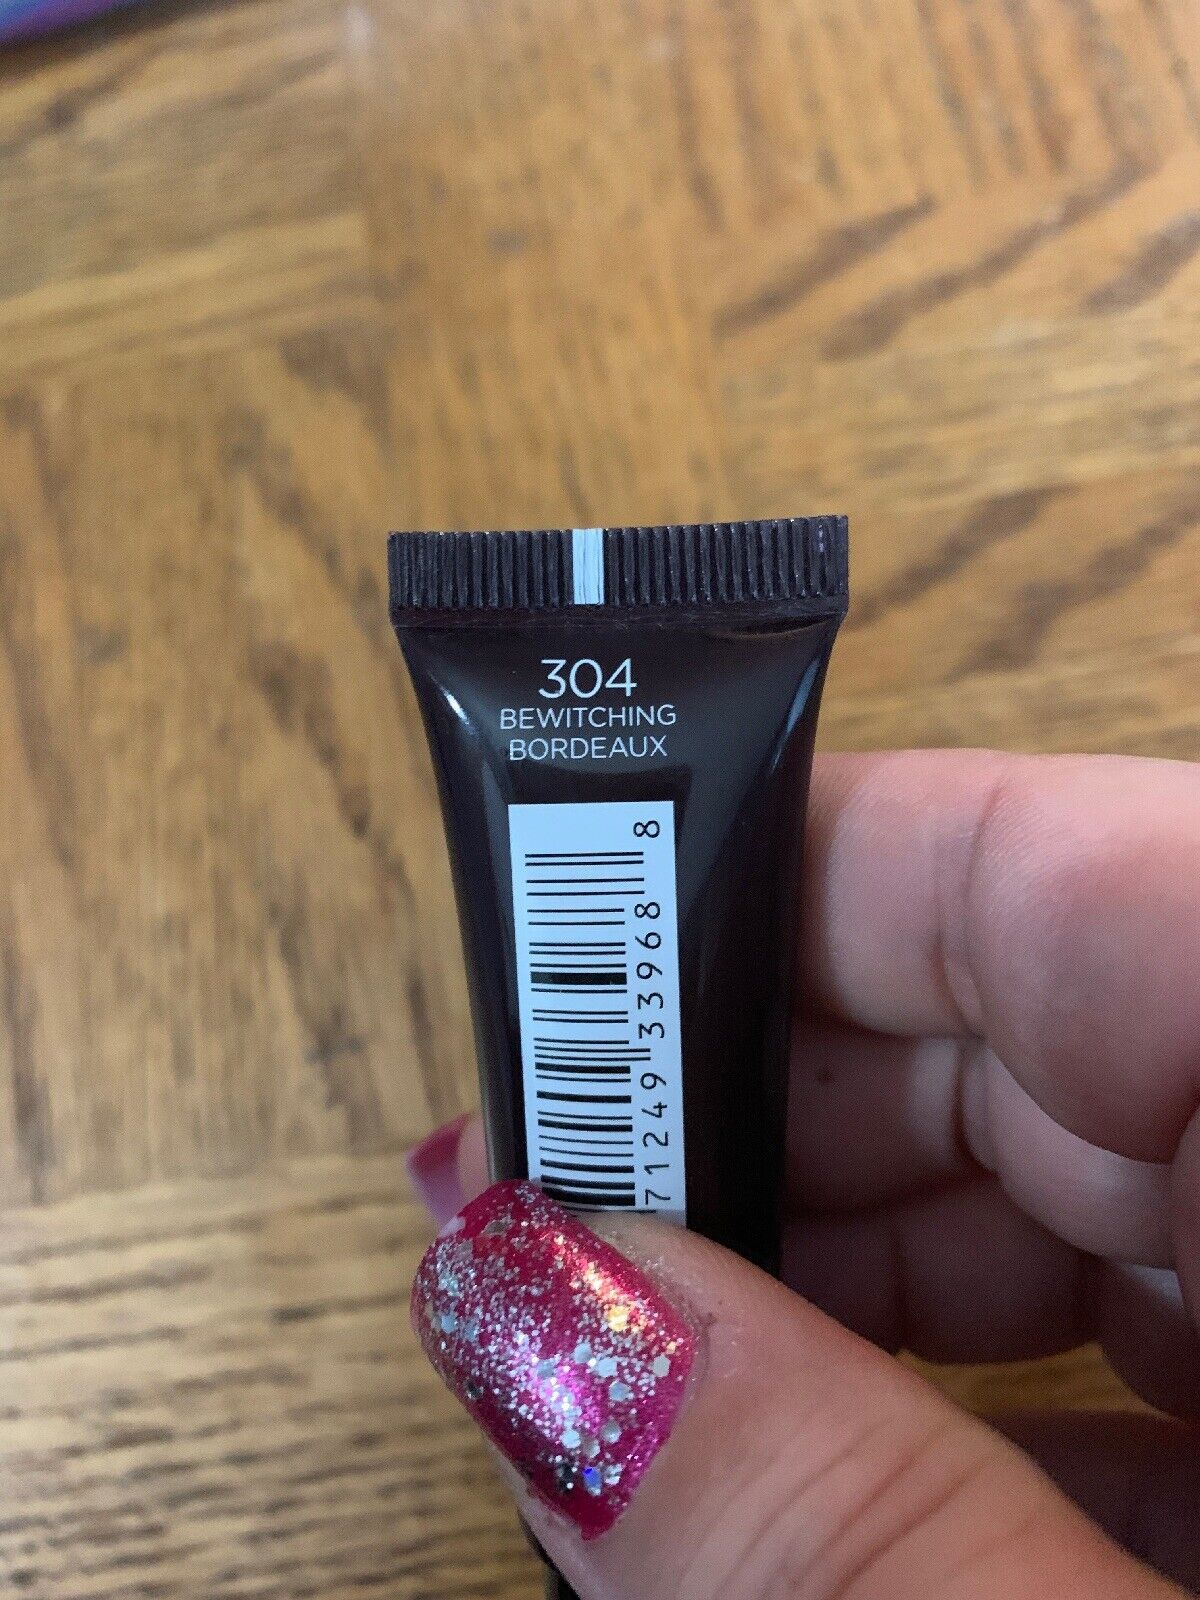 304
BEWITCHING
BORDEAUX
71249 33968 8